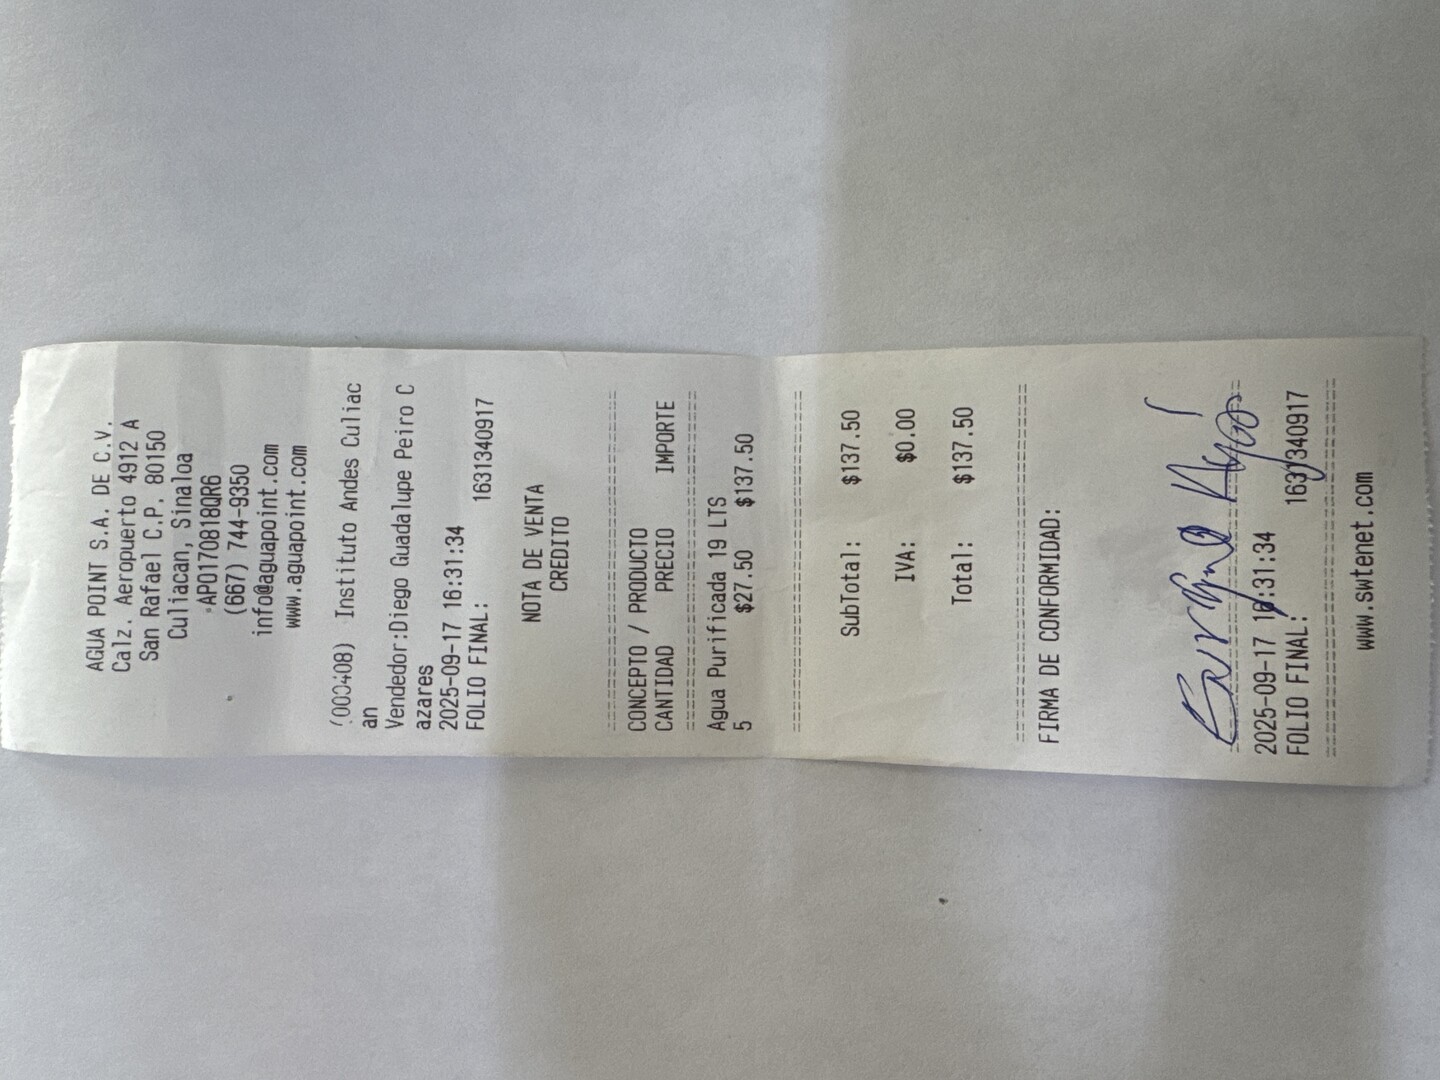 AGUA POINT S.A. DE C.V.
Calz. Aeropuerto 4912 A
San Rafael C.P. 80150
Culiacan, Sinaloa
APO170818QR6
(667) 744-9350
info@aguapoint.com
www.aguapoint.com
(000408) Instituto Andes Culiac
an
Vendedor:Diego Guadalupe Peiro C
azares
2025-09-17 16:31:34
FOLIO FINAL: 1631340917
NOTA DE VENTA
CREDITO
================================
CONCEPTO / PRODUCTO
CANTIDAD PRECIO IMPORTE
================================
Agua Purificada 19 LTS
5 $27.50 $137.50
================================
SubTotal: $137.50
IVA: $0.00
Total: $137.50
================================
FIRMA DE CONFORMIDAD:
================================
2025-09-17 16:31:34
FOLIO FINAL: 1631340917
================================
www.swtenet.com